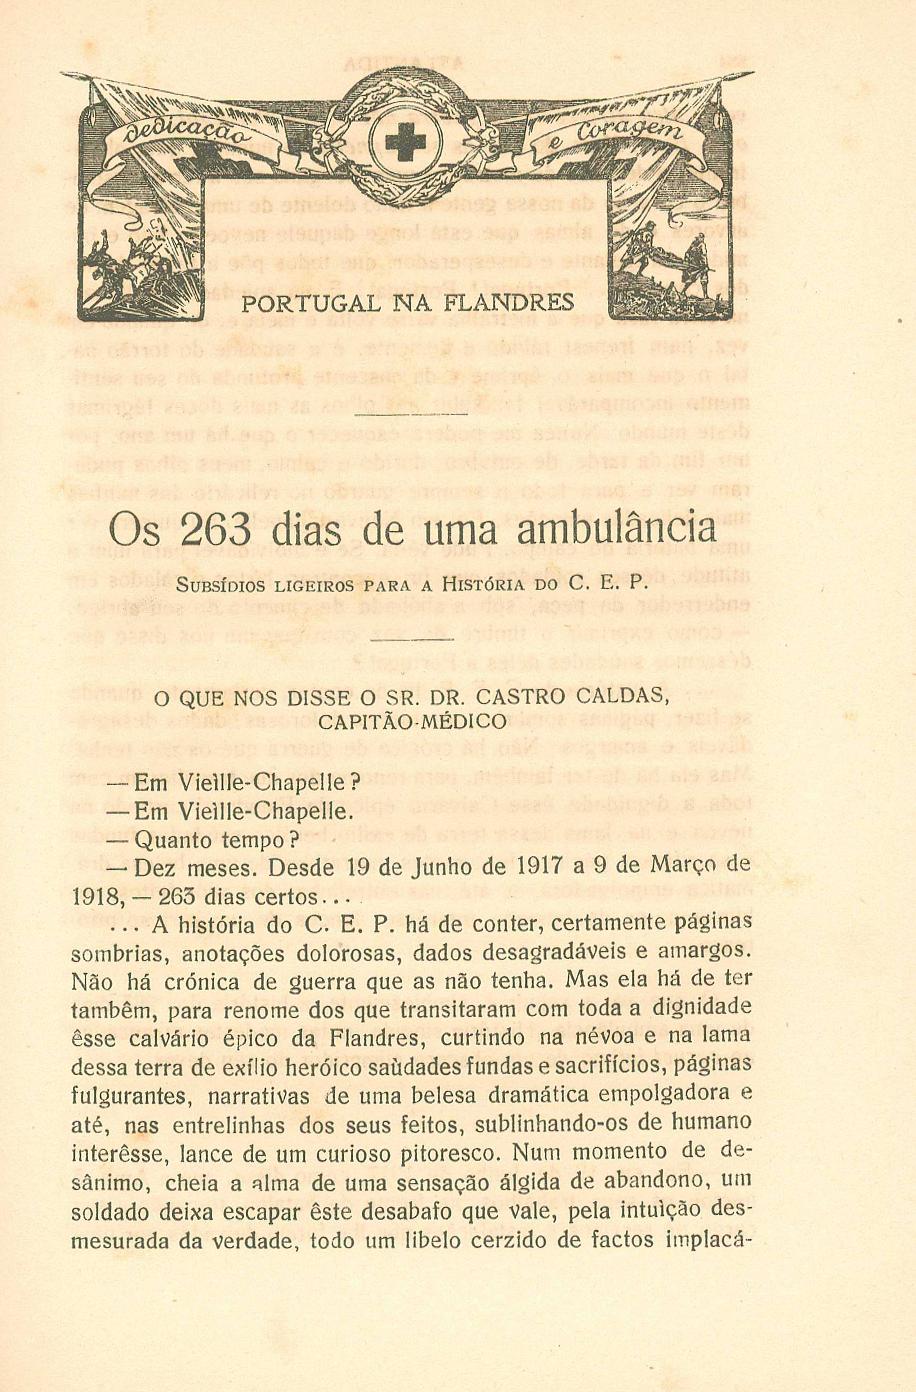 dedicação
e Coragem
PORTUGAL NA FLANDRES
Os 263 dias de uma ambulância
SUBSÍDIOS LIGEIROS PARA A HISTÓRIA DO C. E. P.
O QUE NOS DISSE O SR. DR. CASTRO CALDAS,
CAPITÃO-MÉDICO
— Em Vieìlle-Chapelle ?
— Em Vieìlle-Chapelle.
— Quanto tempo ?
— Dez meses. Desde 19 de Junho de 1917 a 9 de Março de
1918, — 263 dias certos...
... A história do C. E. P. há de conter, certamente páginas
sombrias, anotações dolorosas, dados desagradáveis e amargos.
Não há crónica de guerra que as não tenha. Mas ela há de ter
tambêm, para renome dos que transitaram com toda a dignidade
êsse calvário épico da Flandres, curtindo na névoa e na lama
dessa terra de exílio heróico saùdades fundas e sacrifícios, páginas
fulgurantes, narrativas de uma belesa dramática empolgadora e
até, nas entrelinhas dos seus feitos, sublinhando-os de humano
interêsse, lance de um curioso pitoresco. Num momento de de-
sânimo, cheia a alma de uma sensação álgida de abandono, um
soldado deixa escapar êste desabafo que vale, pela intuìção des-
mesurada da verdade, todo um libelo cerzido de factos implacá-